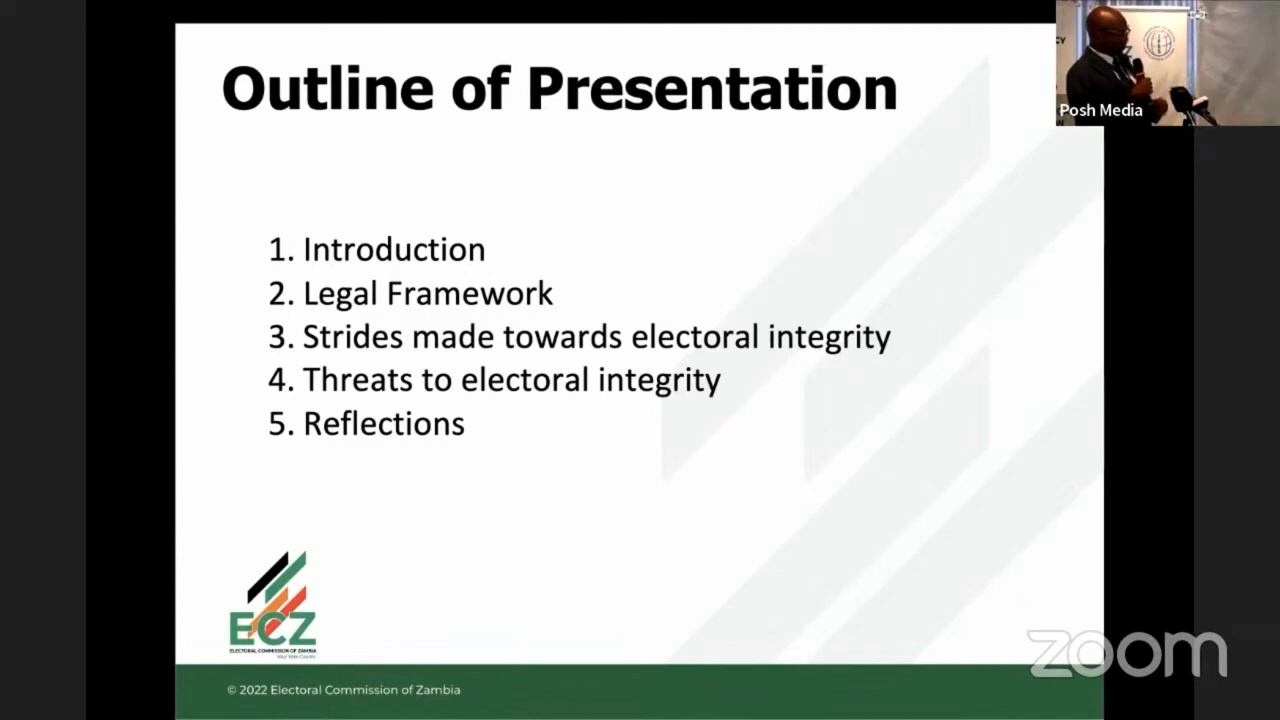 Outline of Presentation
1. Introduction
2. Legal Framework
3. Strides made towards electoral integrity
4. Threats to electoral integrity
5. Reflections
ECZ
ELECTORAL COMMISSION OF ZAMBIA
© 2022 Electoral Commission of Zambia
CY
Posh Media
zoom